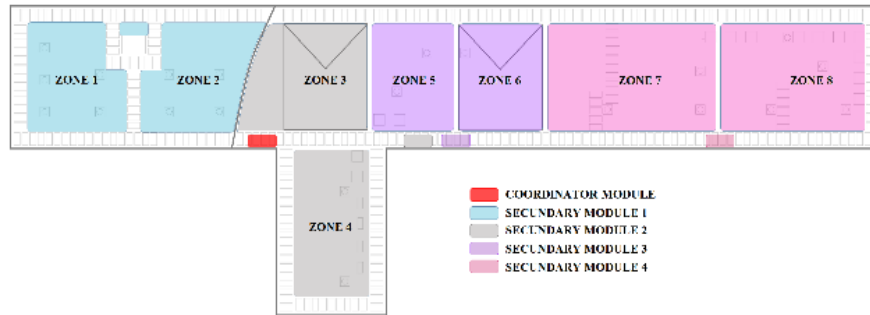 ZONE 1
ZONE 2
ZONE 3
ZONE 5
ZONE 6
ZONE 7
ZONE 8
ZONE 4
COORDINATOR MODULE
SECUNDARY MODULE 1
SECUNDARY MODULE 2
SECUNDARY MODULE 3
SECUNDARY MODULE 4